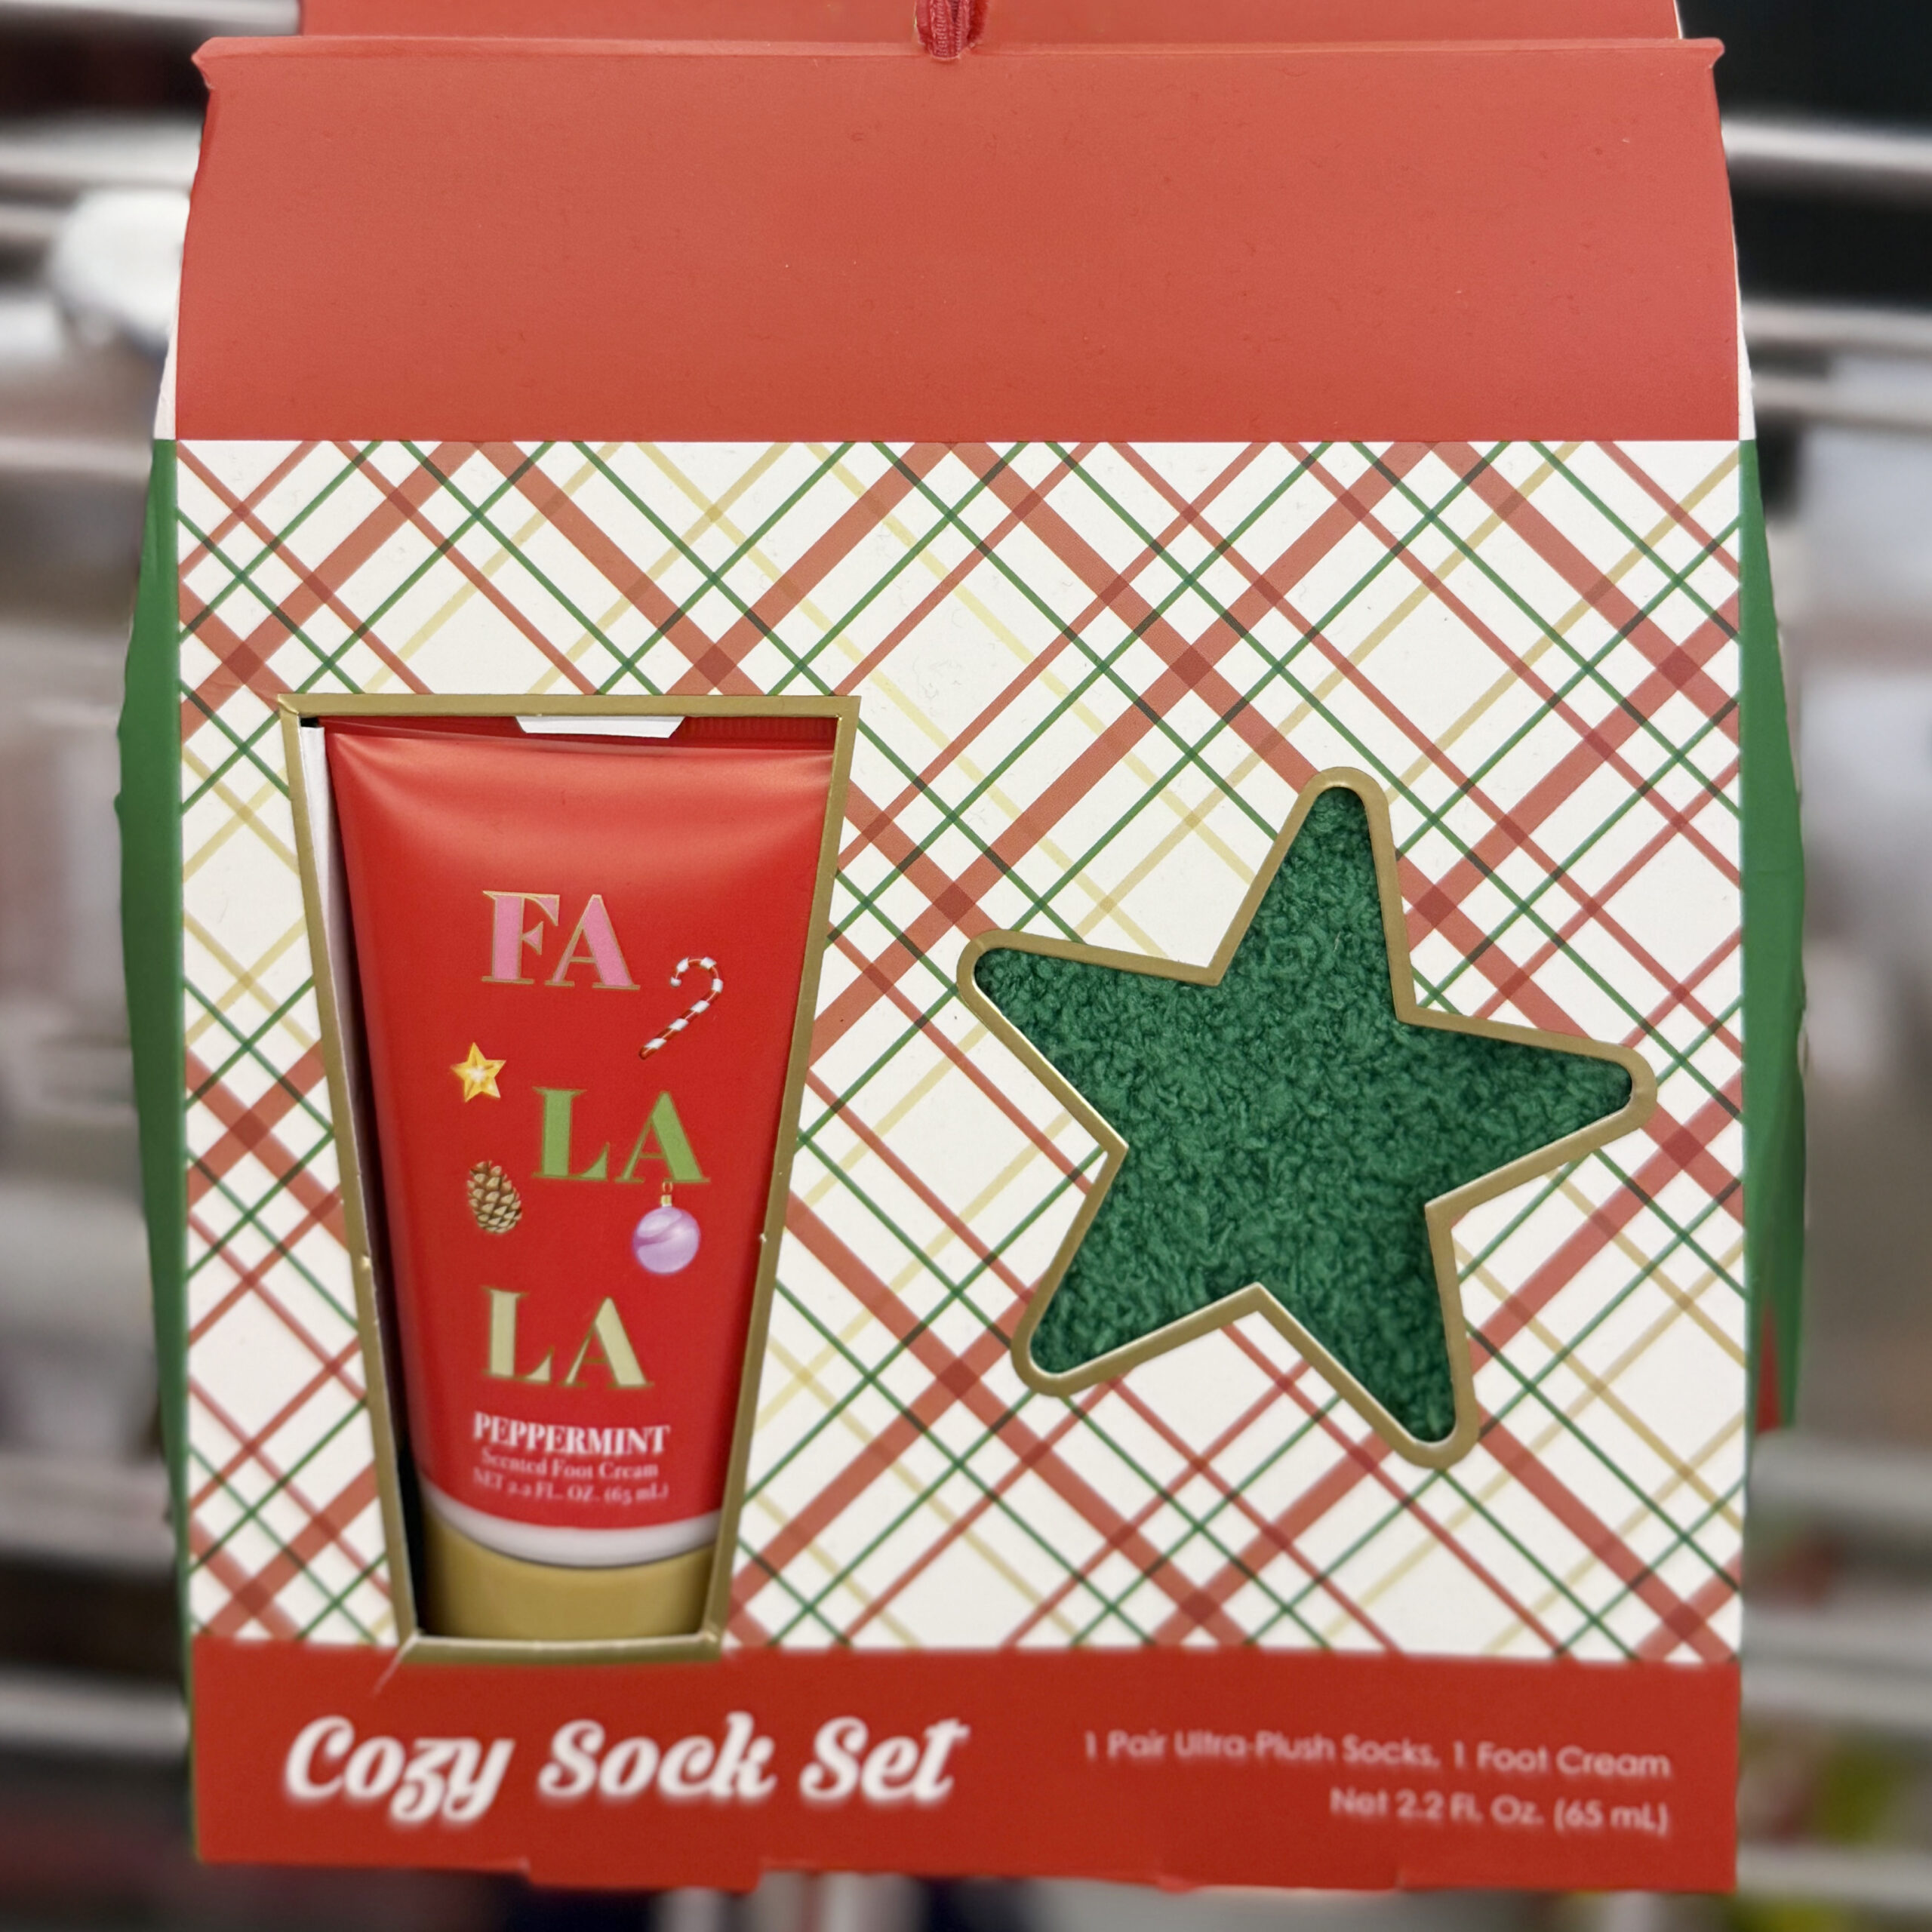 FA
LA
LA
PEPPERMINT
Scented Foot Cream
NET 2.2 FL. OZ. (65 mL)
Cozy Sock Set
1 Pair Ultra-Plush Socks, 1 Foot Cream
Net 2.2 Fl. Oz. (65 mL)